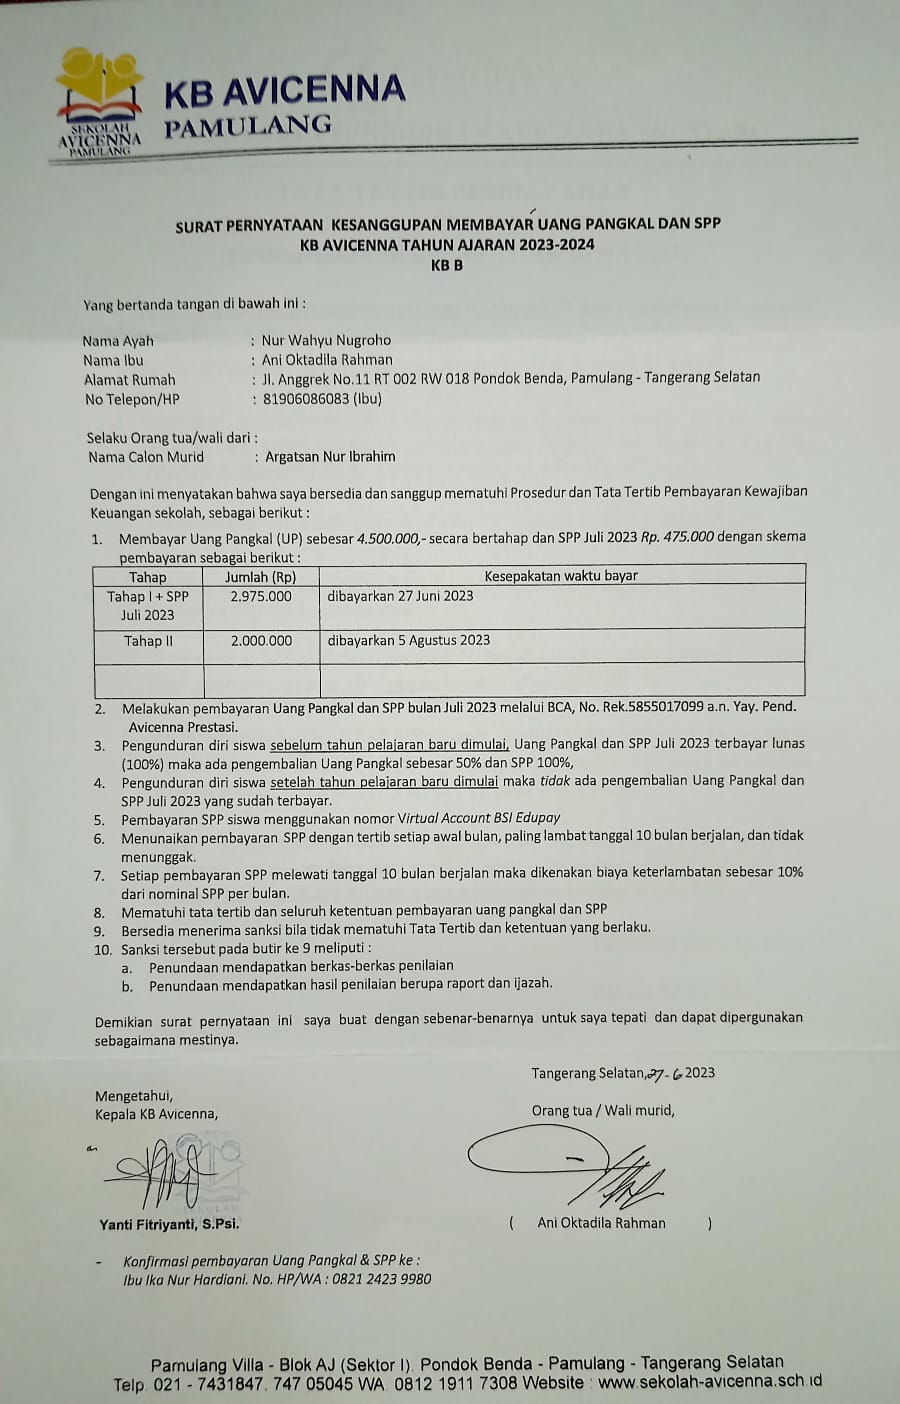 SEKOLAH
AVICENNA
PAMULANG
KB AVICENNA
PAMULANG
SURAT PERNYATAAN KESANGGUPAN MEMBAYAR UANG PANGKAL DAN SPP
KB AVICENNA TAHUN AJARAN 2023-2024
KB B
Yang bertanda tangan di bawah ini :
Nama Ayah : Nur Wahyu Nugroho
Nama Ibu : Ani Oktadila Rahman
Alamat Rumah : Jl. Anggrek No.11 RT 002 RW 018 Pondok Benda, Pamulang - Tangerang Selatan
No Telepon/HP : 81906086083 (Ibu)
Selaku Orang tua/wali dari :
Nama Calon Murid : Argatsan Nur Ibrahim
Dengan ini menyatakan bahwa saya bersedia dan sanggup mematuhi Prosedur dan Tata Tertib Pembayaran Kewajiban
Keuangan sekolah, sebagai berikut :
1. Membayar Uang Pangkal (UP) sebesar 4.500.000,- secara bertahap dan SPP Juli 2023 Rp. 475.000 dengan skema
pembayaran sebagai berikut :
Tahap Jumlah (Rp) Kesepakatan waktu bayar
Tahap I + SPP 2.975.000 dibayarkan 27 Juni 2023
Juli 2023
Tahap II 2.000.000 dibayarkan 5 Agustus 2023
2. Melakukan pembayaran Uang Pangkal dan SPP bulan Juli 2023 melalui BCA, No. Rek.5855017099 a.n. Yay. Pend.
Avicenna Prestasi.
3. Pengunduran diri siswa sebelum tahun pelajaran baru dimulai, Uang Pangkal dan SPP Juli 2023 terbayar lunas
(100%) maka ada pengembalian Uang Pangkal sebesar 50% dan SPP 100%,
4. Pengunduran diri siswa setelah tahun pelajaran baru dimulai maka tidak ada pengembalian Uang Pangkal dan
SPP Juli 2023 yang sudah terbayar.
5. Pembayaran SPP siswa menggunakan nomor Virtual Account BSI Edupay
6. Menunaikan pembayaran SPP dengan tertib setiap awal bulan, paling lambat tanggal 10 bulan berjalan, dan tidak
menunggak.
7. Setiap pembayaran SPP melewati tanggal 10 bulan berjalan maka dikenakan biaya keterlambatan sebesar 10%
dari nominal SPP per bulan.
8. Mematuhi tata tertib dan seluruh ketentuan pembayaran uang pangkal dan SPP
9. Bersedia menerima sanksi bila tidak mematuhi Tata Tertib dan ketentuan yang berlaku.
10. Sanksi tersebut pada butir ke 9 meliputi :
a. Penundaan mendapatkan berkas-berkas penilaian
b. Penundaan mendapatkan hasil penilaian berupa raport dan ijazah.
Demikian surat pernyataan ini saya buat dengan sebenar-benarnya untuk saya tepati dan dapat dipergunakan
sebagaimana mestinya.
Tangerang Selatan,27-6 2023
Mengetahui,
Kepala KB Avicenna,
Orang tua / Wali murid,
an
Yanti Fitriyanti, S.Psi.
( Ani Oktadila Rahman )
- Konfirmasi pembayaran Uang Pangkal & SPP ke :
Ibu Ika Nur Hardiani. No. HP/WA : 0821 2423 9980
Pamulang Villa - Blok AJ (Sektor I). Pondok Benda - Pamulang - Tangerang Selatan
Telp. 021 - 7431847. 747 05045 WA. 0812 1911 7308 Website : www.sekolah-avicenna.sch.id